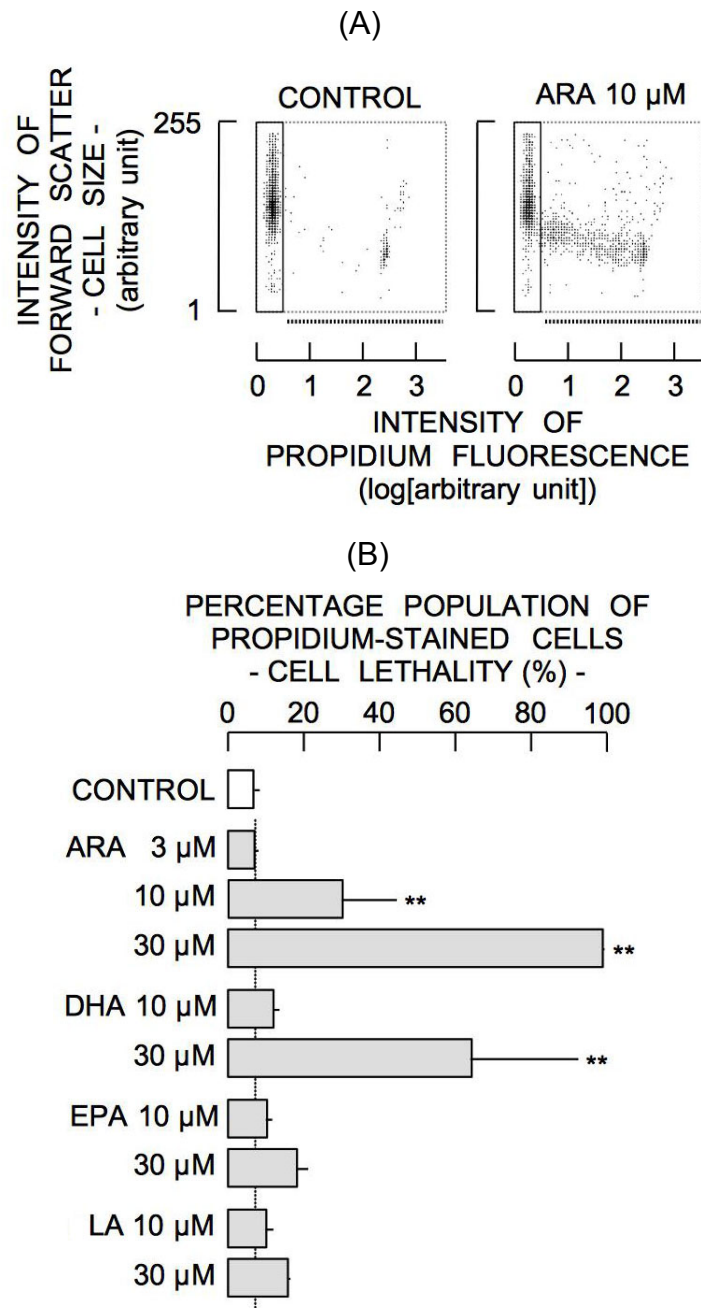 (A)
CONTROL
ARA 10 µM
255
1
INTENSITY OF
FORWARD SCATTER
- CELL SIZE -
(arbitrary unit)
0 1 2 3
0 1 2 3
INTENSITY OF
PROPIDIUM FLUORESCENCE
(log[arbitrary unit])
(B)
PERCENTAGE POPULATION OF
PROPIDIUM-STAINED CELLS
- CELL LETHALITY (%) -
0 20 40 60 80 100
CONTROL
ARA 3 µM
10 µM **
30 µM **
DHA 10 µM
30 µM **
EPA 10 µM
30 µM
LA 10 µM
30 µM